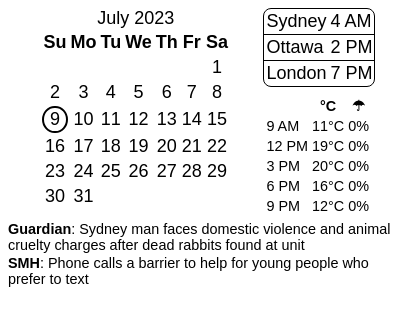 July 2023
Su Mo Tu We Th Fr Sa
1
2 3 4 5 6 7 8
9 10 11 12 13 14 15
16 17 18 19 20 21 22
23 24 25 26 27 28 29
30 31
Sydney 4 AM
Ottawa 2 PM
London 7 PM
°C ☂
9 AM 11°C 0%
12 PM 19°C 0%
3 PM 20°C 0%
6 PM 16°C 0%
9 PM 12°C 0%
Guardian: Sydney man faces domestic violence and animal
cruelty charges after dead rabbits found at unit
SMH: Phone calls a barrier to help for young people who
prefer to text